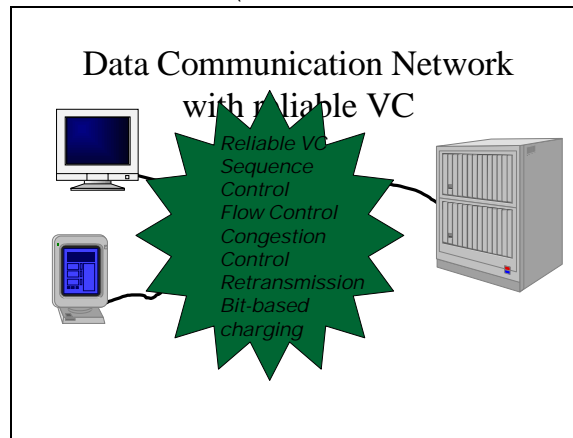 Data Communication Network
with reliable VC
Reliable VC
Sequence
Control
Flow Control
Congestion
Control
Retransmission
Bit-based
charging